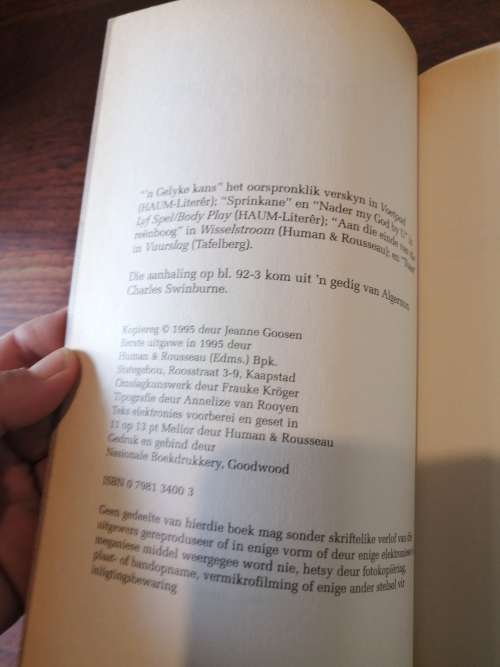 "'n Gelyke kans" het oorspronklik verskyn in Voetpad
(HAUM-Literêr); "Sprinkane" en "Nader my God by U" in
Lyf Spel/Body Play (HAUM-Literêr); "Aan die einde van die
reënboog" in Wisselstroom (Human & Rousseau); en
in Vuurslag (Tafelberg).
Die aanhaling op bl. 92-3 kom uit 'n gedig van Algernon
Charles Swinburne.
Kopiereg © 1995 deur Jeanne Goosen
Eerste uitgawe in 1995 deur
Human & Rousseau (Edms.) Bpk.
Stategebou, Roosstraat 3-9, Kaapstad
Omslagkunswerk deur Frauke Kröger
Tipografie deur Annelize van Rooyen
Teks elektronies voorberei en geset in
11 op 13 pt Melior deur Human & Rousseau
Gedruk en gebind deur
Nasionale Boekdrukkery, Goodwood
ISBN 0 7981 3400 3
Geen gedeelte van hierdie boek mag sonder skriftelike verlof van die
uitgewers gereproduseer of in enige vorm of deur enige elektroniese of
meganiese middel weergegee word nie, hetsy deur fotokopiëring,
plaat- of bandopname, vermikrofilming of enige ander stelsel vir
inligtingsbewaring